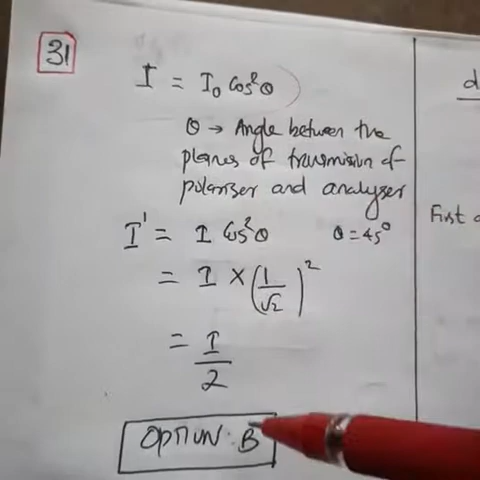 31
I = I₀ Cos²θ
θ → Angle between the
planes of transmission of
polariser and analyser
I' = I Cos²θ θ = 45°
= I × (1/√2)²
= I/2
OPTION: B
d
First